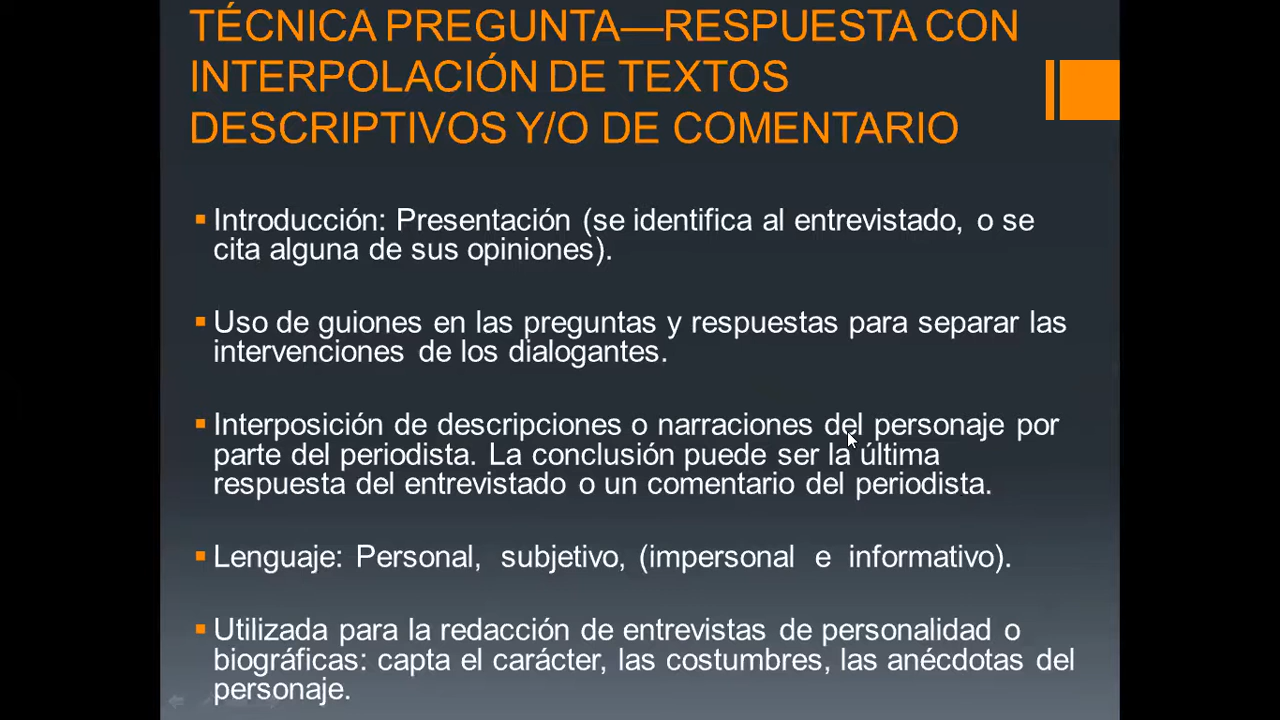 TÉCNICA PREGUNTA—RESPUESTA CON
INTERPOLACIÓN DE TEXTOS
DESCRIPTIVOS Y/O DE COMENTARIO
Introducción: Presentación (se identifica al entrevistado, o se
cita alguna de sus opiniones).
Uso de guiones en las preguntas y respuestas para separar las
intervenciones de los dialogantes.
Interposición de descripciones o narraciones del personaje por
parte del periodista. La conclusión puede ser la última
respuesta del entrevistado o un comentario del periodista.
Lenguaje: Personal, subjetivo, (impersonal e informativo).
Utilizada para la redacción de entrevistas de personalidad o
biográficas: capta el carácter, las costumbres, las anécdotas del
personaje.